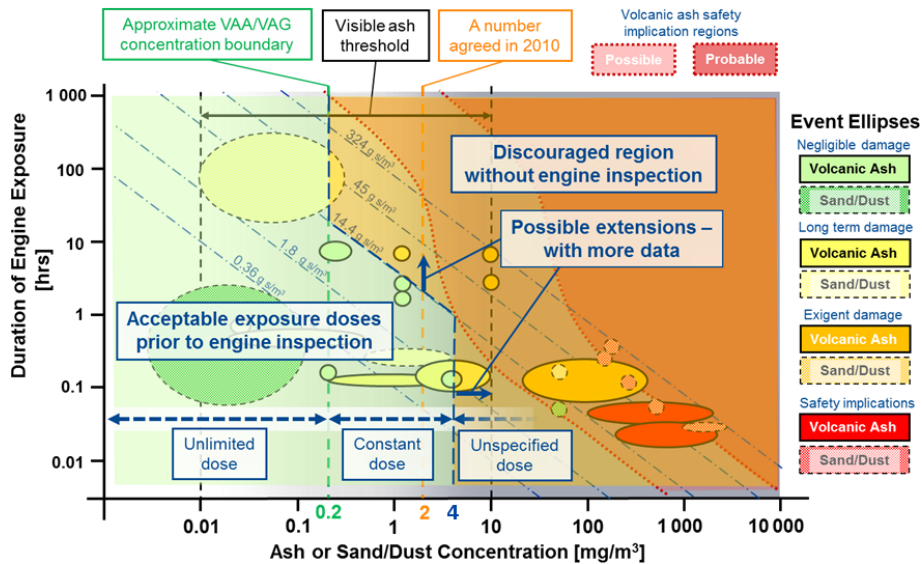 Approximate VAA/VAG
concentration boundary
Visible ash
threshold
A number
agreed in 2010
Volcanic ash safety
implication regions
Possible
Probable
Duration of Engine Exposure
[hrs]
1 000
100
10
1
0.1
0.01
324 g s/m³
45 g s/m³
14.4 g s/m³
1.8 g s/m³
0.36 g s/m³
Discouraged region
without engine inspection
Possible extensions –
with more data
Acceptable exposure doses
prior to engine inspection
Unlimited
dose
Constant
dose
Unspecified
dose
0.01
0.1
0.2
1
2
4
10
100
1 000
10 000
Ash or Sand/Dust Concentration [mg/m³]
Event Ellipses
Negligible damage
Volcanic Ash
Sand/Dust
Long term damage
Volcanic Ash
Sand/Dust
Exigent damage
Volcanic Ash
Sand/Dust
Safety implications
Volcanic Ash
Sand/Dust